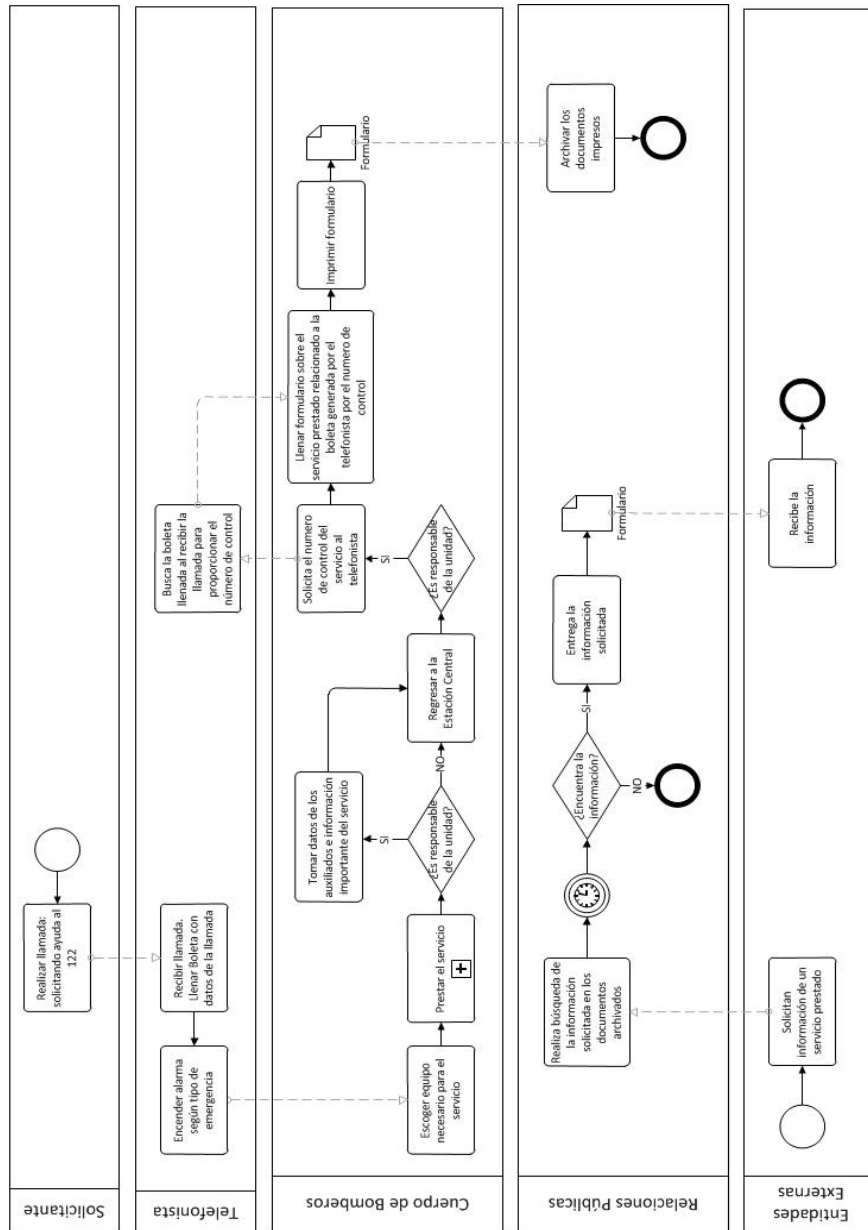 Solicitante
Realizar llamada:
solicitando ayuda al
122
Telefonista
Encender alarma
según tipo de
emergencia
Recibir llamada.
Llenar Boleta con
datos de la llamada
Busca la boleta
llenada al recibir la
llamada para
proporcionar el
número de control
Cuerpo de Bomberos
Escoger equipo
necesario para el
servicio
Prestar el servicio
¿Es responsable
de la unidad?
SI
NO
Tomar datos de los
auxiliados e información
importante del servicio
Regresar a la
Estación Central
¿Es responsable
de la unidad?
SI
Solicita el numero
de control del
servicio al
telefonista
Llenar formulario sobre el
servicio prestado relacionado a la
boleta generada por el
telefonista por el numero de
control
Imprimir formulario
Formulario
Relaciones Públicas
Realiza búsqueda de
la información
solicitada en los
documentos
archivados
¿Encuentra la
información?
SI
NO
Entrega la
información
solicitada
Formulario
Archivar los
documentos
impresos
Entidades
Externas
Solicitan
información de un
servicio prestado
Recibe la
información